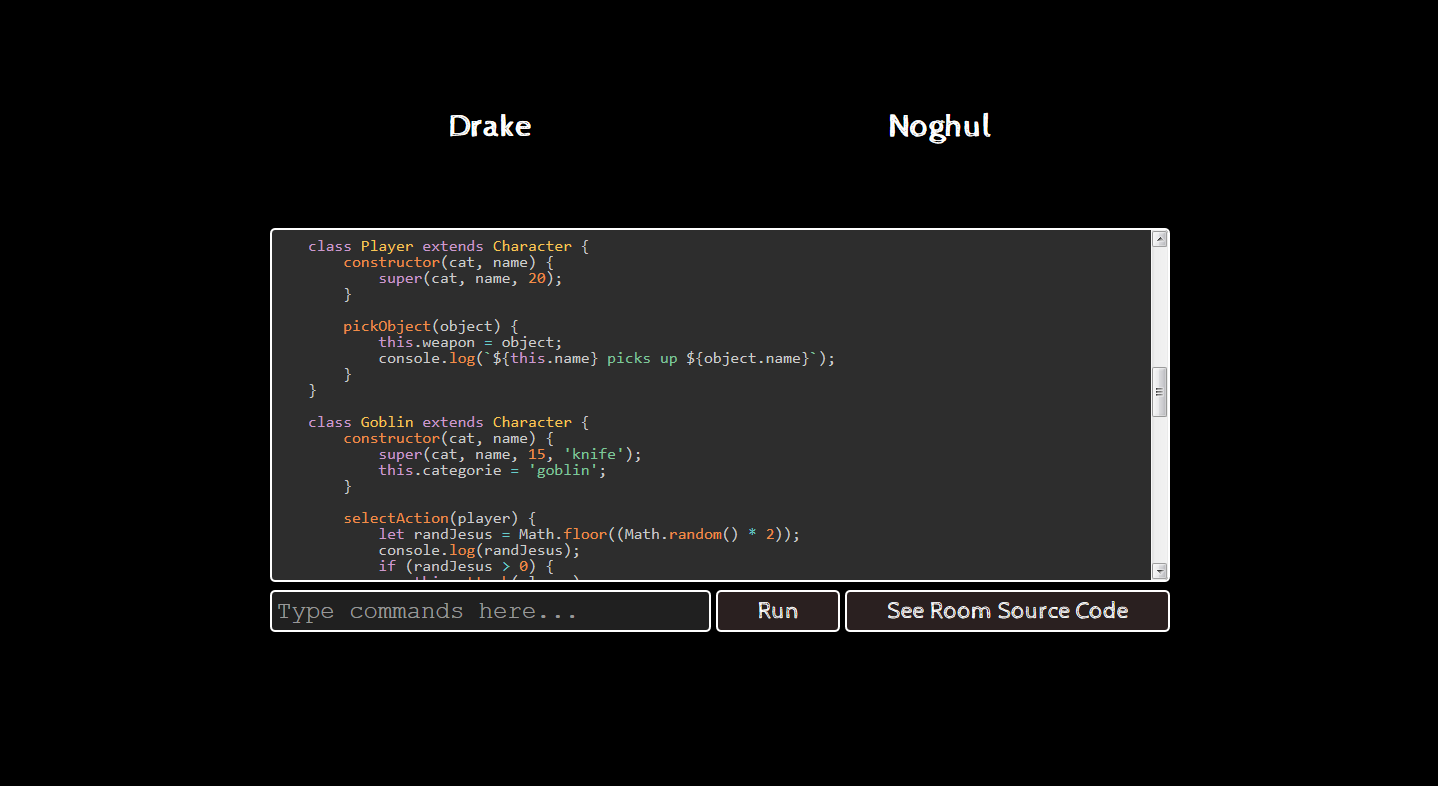 Drake Noghul
class Player extends Character {
constructor(cat, name) {
super(cat, name, 20);
}
pickObject(object) {
this.weapon = object;
console.log(`${this.name} picks up ${object.name}`);
}
}
class Goblin extends Character {
constructor(cat, name) {
super(cat, name, 15, 'knife');
this.categorie = 'goblin';
}
selectAction(player) {
let randJesus = Math.floor((Math.random() * 2));
console.log(randJesus);
if (randJesus > 0) {
Type commands here... Run See Room Source Code